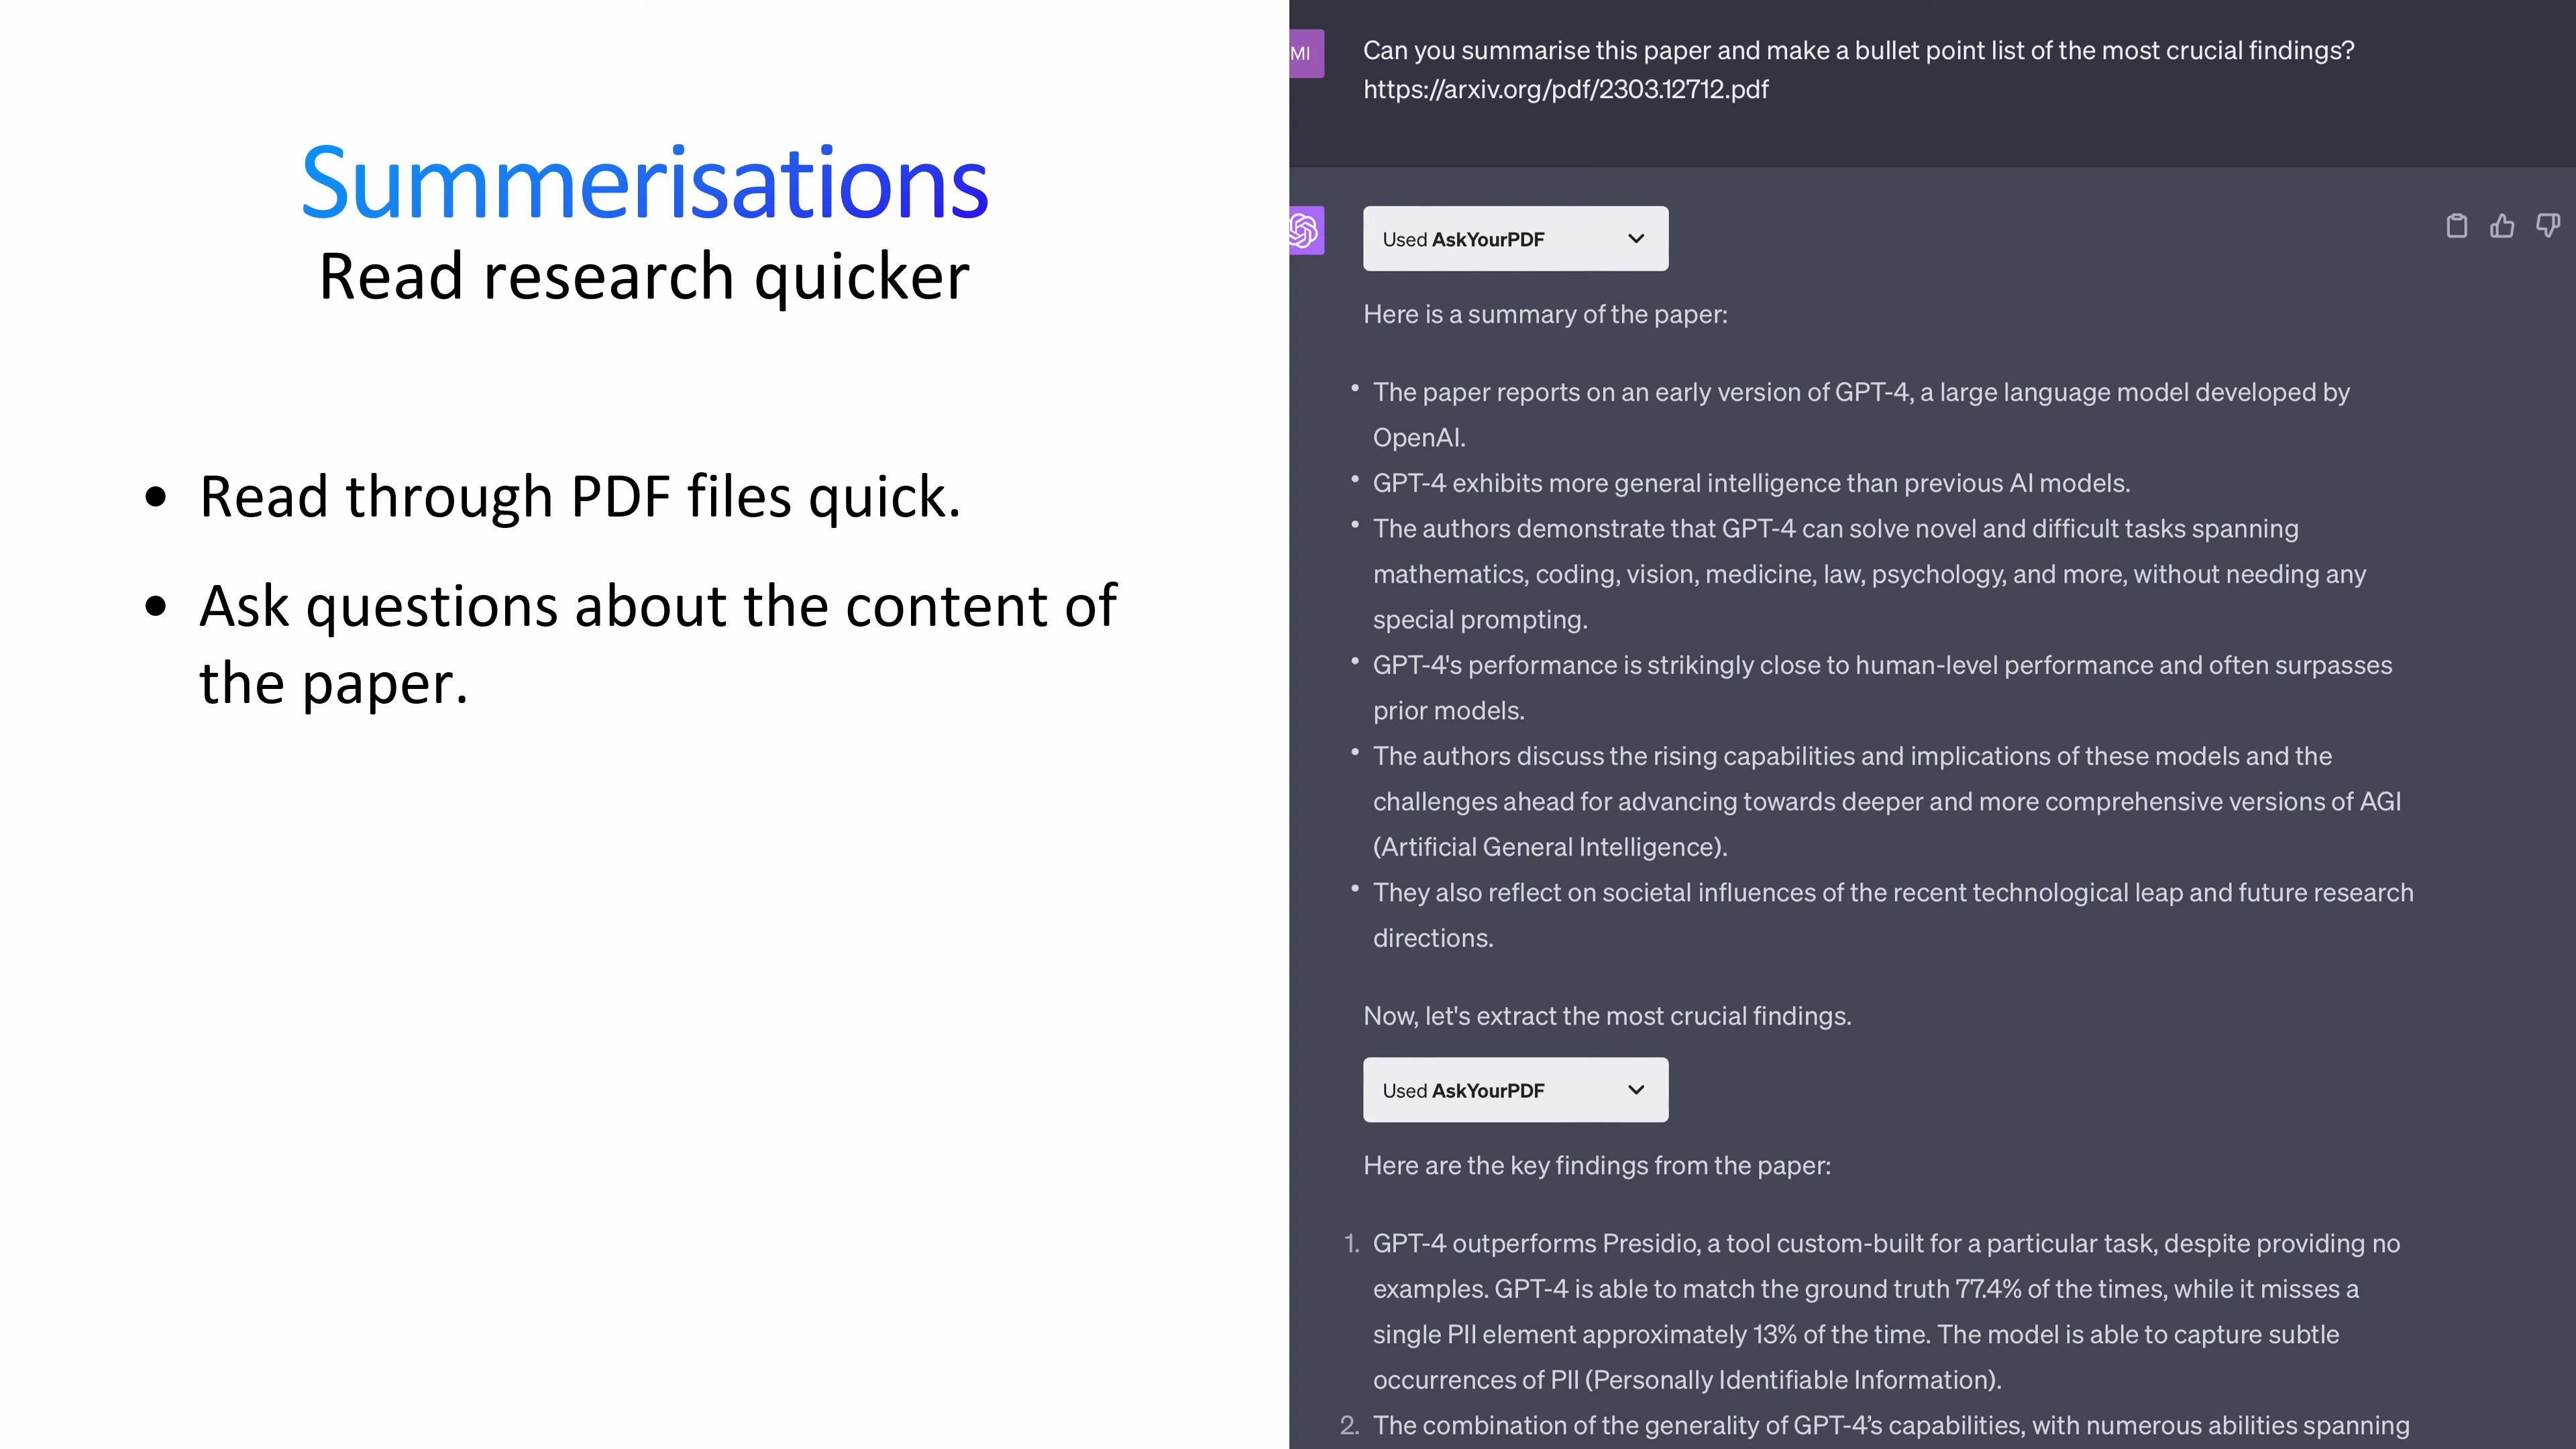 Summerisations
Read research quicker
• Read through PDF files quick.
• Ask questions about the content of
the paper.
MI
Can you summarise this paper and make a bullet point list of the most crucial findings?
https://arxiv.org/pdf/2303.12712.pdf
Used AskYourPDF
Here is a summary of the paper:
• The paper reports on an early version of GPT-4, a large language model developed by
OpenAI.
• GPT-4 exhibits more general intelligence than previous AI models.
• The authors demonstrate that GPT-4 can solve novel and difficult tasks spanning
mathematics, coding, vision, medicine, law, psychology, and more, without needing any
special prompting.
• GPT-4's performance is strikingly close to human-level performance and often surpasses
prior models.
• The authors discuss the rising capabilities and implications of these models and the
challenges ahead for advancing towards deeper and more comprehensive versions of AGI
(Artificial General Intelligence).
• They also reflect on societal influences of the recent technological leap and future research
directions.
Now, let's extract the most crucial findings.
Used AskYourPDF
Here are the key findings from the paper:
1. GPT-4 outperforms Presidio, a tool custom-built for a particular task, despite providing no
examples. GPT-4 is able to match the ground truth 77.4% of the times, while it misses a
single PII element approximately 13% of the time. The model is able to capture subtle
occurrences of PII (Personally Identifiable Information).
2. The combination of the generality of GPT-4’s capabilities, with numerous abilities spanning